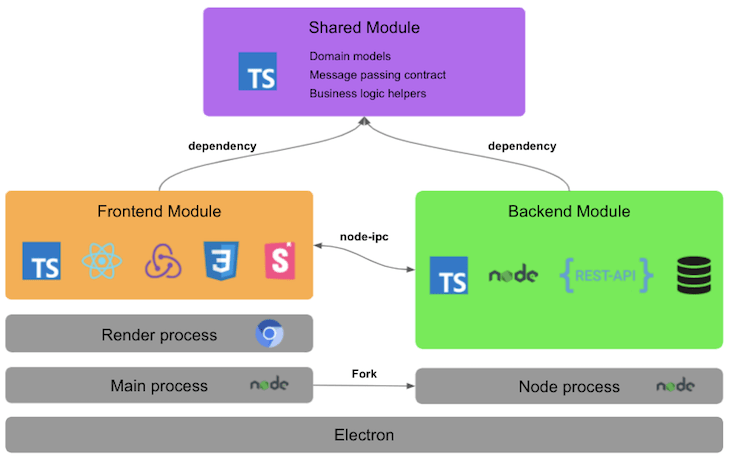 Shared Module
TS
Domain models
Message passing contract
Business logic helpers
dependency
dependency
Frontend Module
Backend Module
node-ipc
TS
3
S
TS
node
{REST-API}
Render process
Main process
node
Fork
Node process
node
Electron